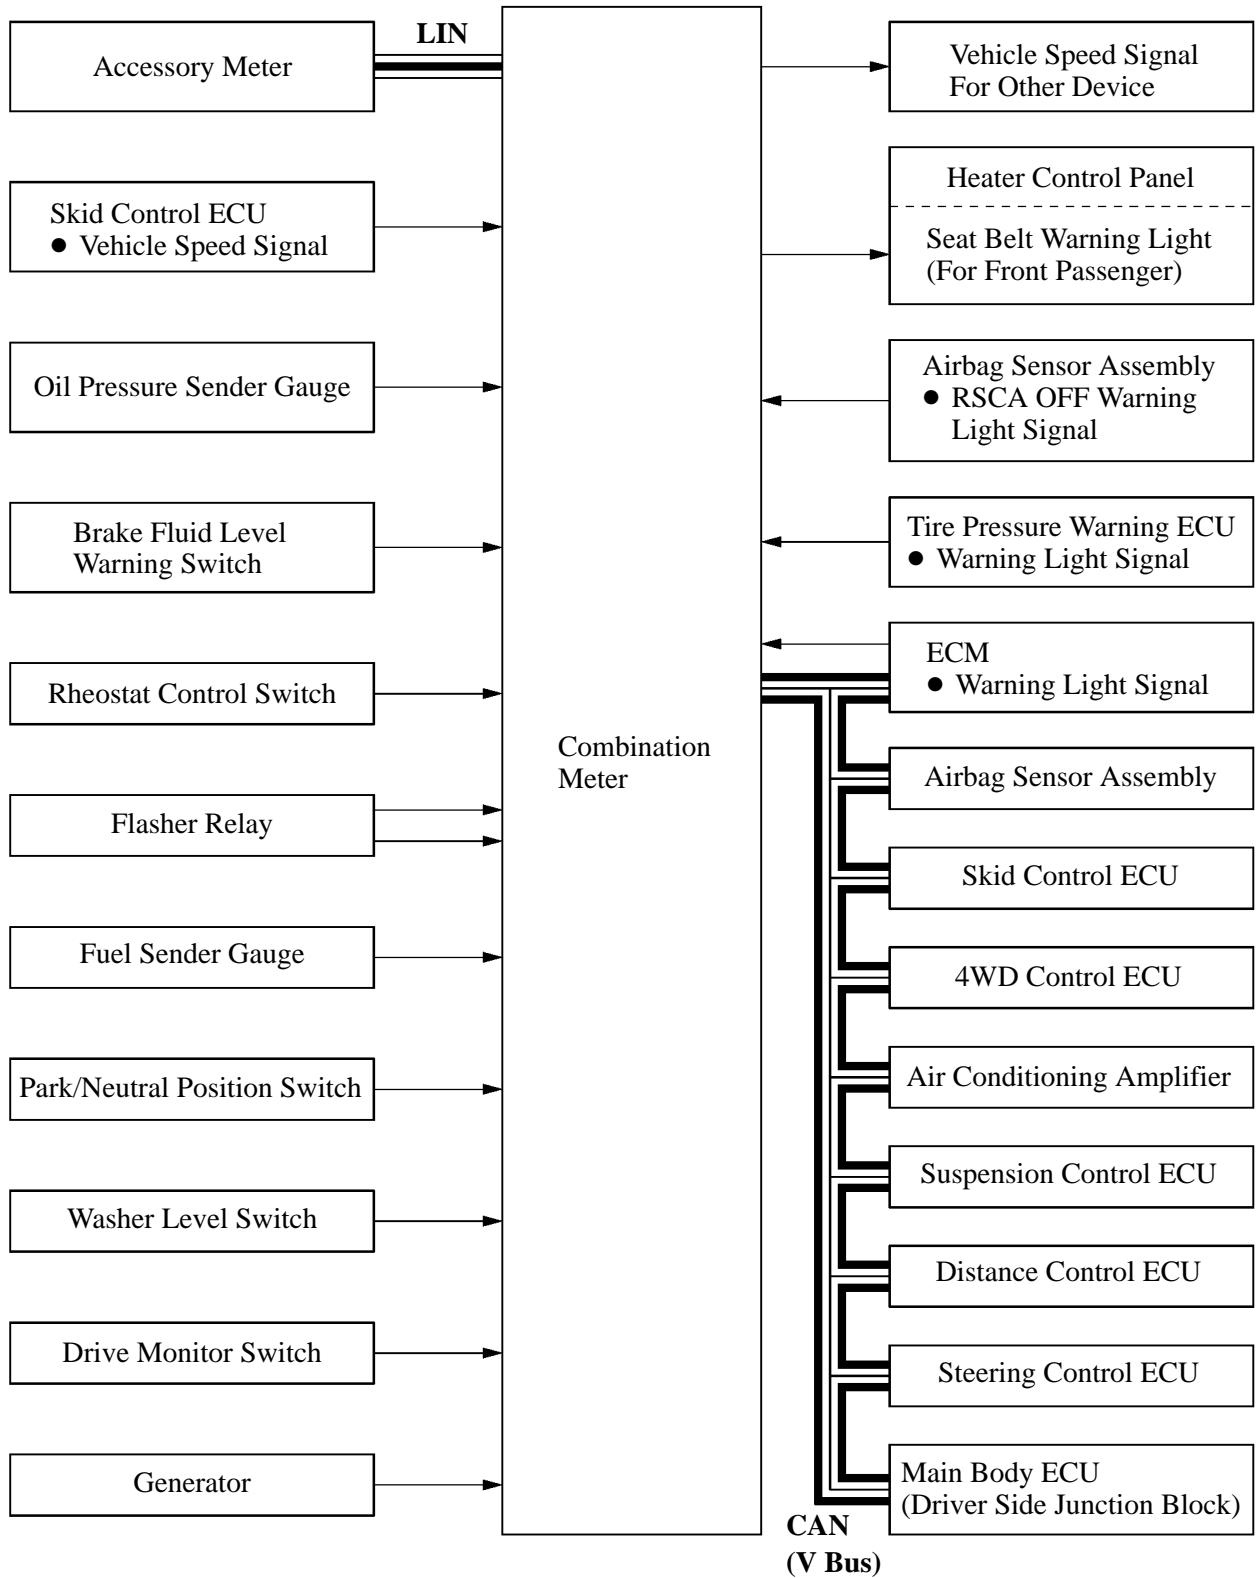 LIN
Accessory Meter
Skid Control ECU
● Vehicle Speed Signal
Oil Pressure Sender Gauge
Brake Fluid Level
Warning Switch
Rheostat Control Switch
Flasher Relay
Fuel Sender Gauge
Park/Neutral Position Switch
Washer Level Switch
Drive Monitor Switch
Generator
Combination
Meter
Vehicle Speed Signal
For Other Device
Heater Control Panel
Seat Belt Warning Light
(For Front Passenger)
Airbag Sensor Assembly
● RSCA OFF Warning
Light Signal
Tire Pressure Warning ECU
● Warning Light Signal
ECM
● Warning Light Signal
Airbag Sensor Assembly
Skid Control ECU
4WD Control ECU
Air Conditioning Amplifier
Suspension Control ECU
Distance Control ECU
Steering Control ECU
Main Body ECU
(Driver Side Junction Block)
CAN
(V Bus)